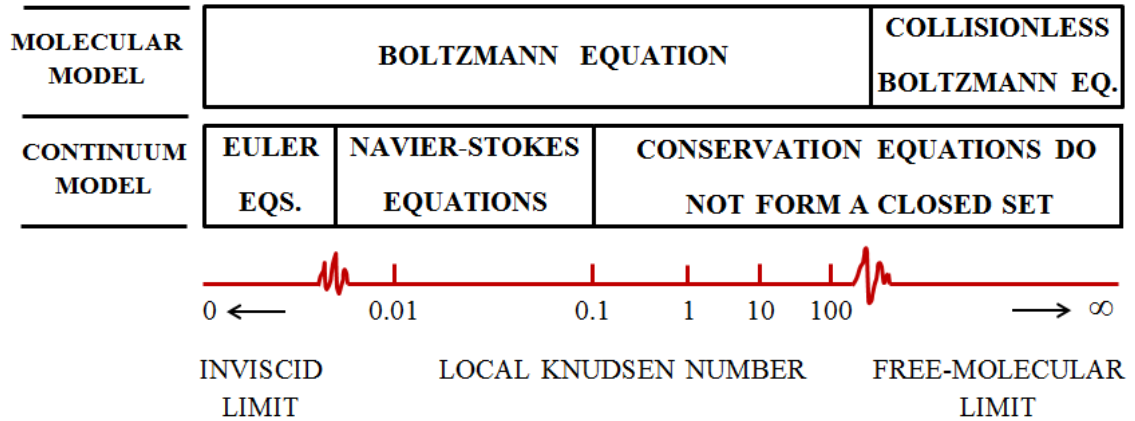 MOLECULAR
MODEL
BOLTZMANN EQUATION
COLLISIONLESS
BOLTZMANN EQ.
CONTINUUM
MODEL
EULER
EQS.
NAVIER-STOKES
EQUATIONS
CONSERVATION EQUATIONS DO
NOT FORM A CLOSED SET
0 0.01 0.1 1 10 100 ∞
INVISCID
LIMIT
LOCAL KNUDSEN NUMBER
FREE-MOLECULAR
LIMIT